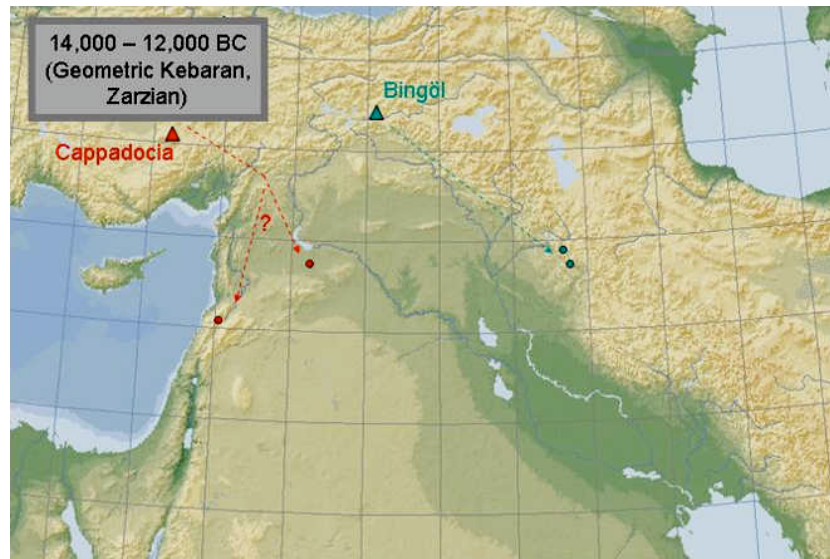 14,000 – 12,000 BC
(Geometric Kebaran,
Zarzian)
Bingöl
Cappadocia
?